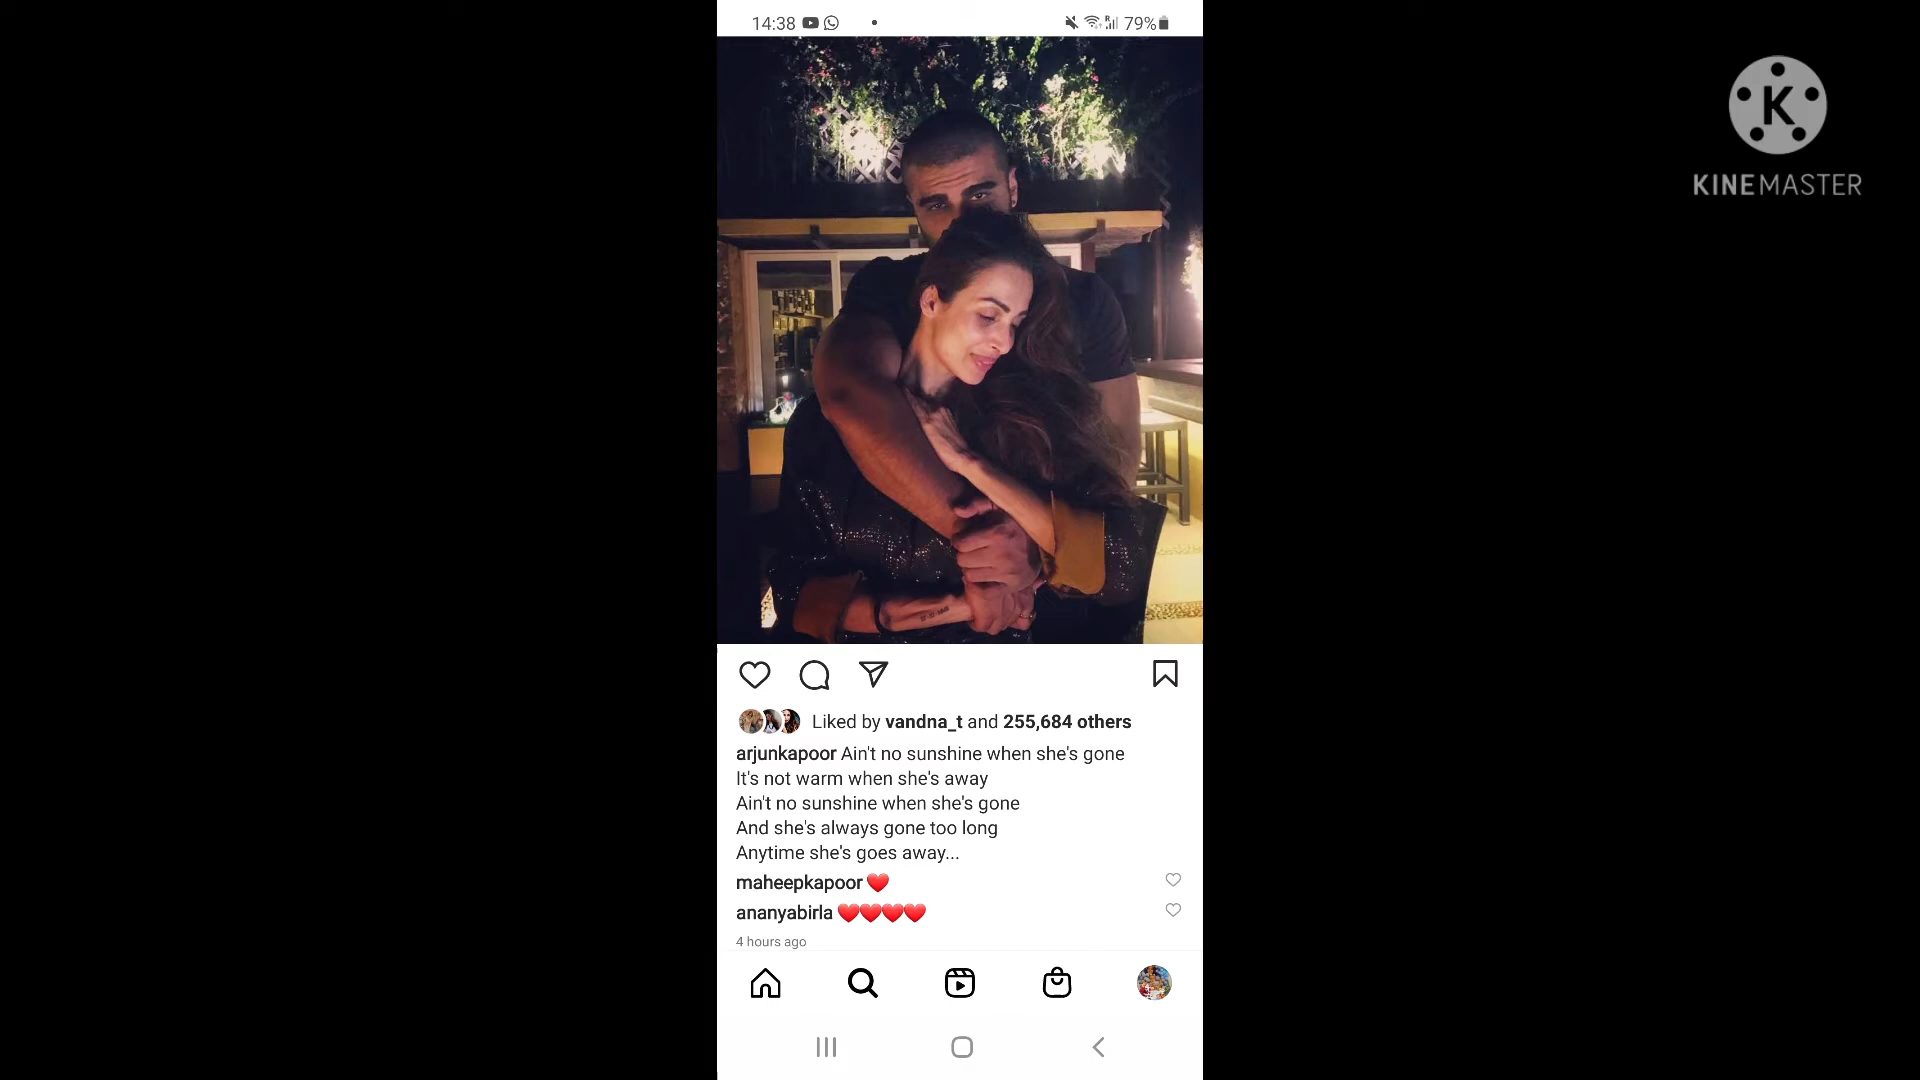 14:38
79%
KINEMASTER
Liked by vandna_t and 255,684 others
arjunkapoor Ain't no sunshine when she's gone
It's not warm when she's away
Ain't no sunshine when she's gone
And she's always gone too long
Anytime she's goes away...
maheepkapoor ❤️
ananyabirla ❤️❤️❤️❤️
4 hours ago